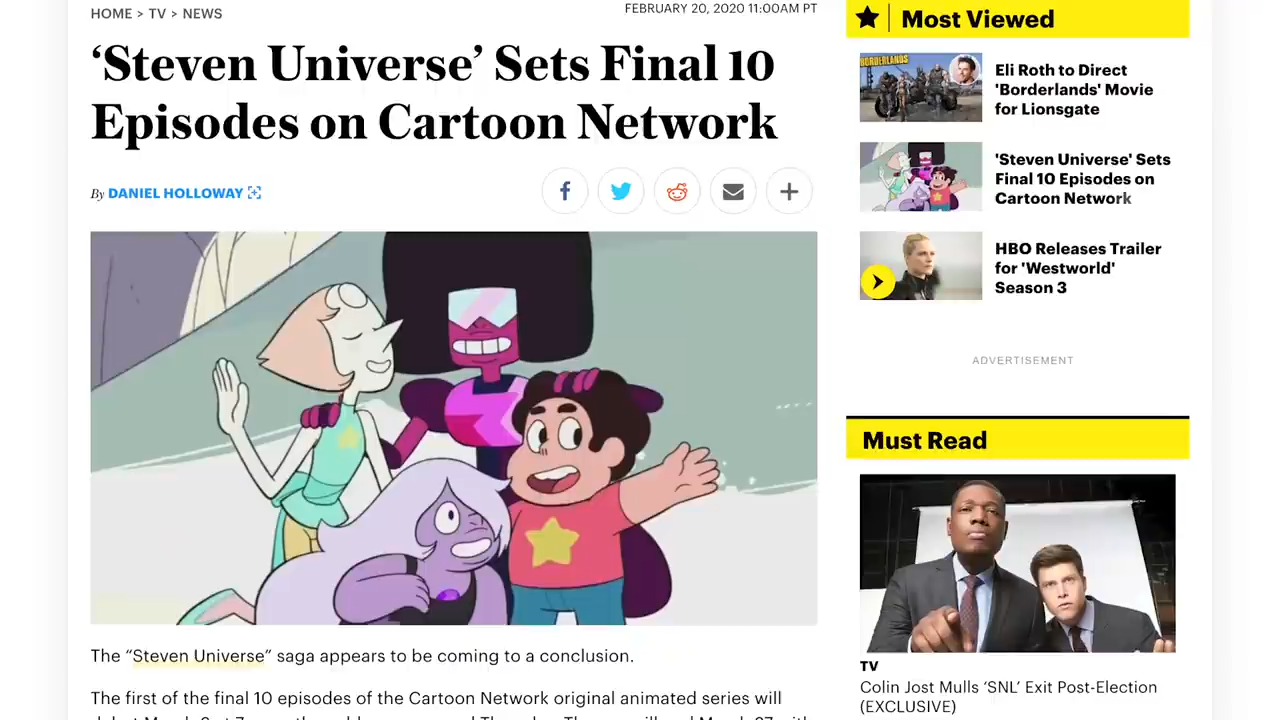 HOME > TV > NEWS
FEBRUARY 20, 2020 11:00AM PT
‘Steven Universe’ Sets Final 10
Episodes on Cartoon Network
By DANIEL HOLLOWAY
The “Steven Universe” saga appears to be coming to a conclusion.
The first of the final 10 episodes of the Cartoon Network original animated series will
Most Viewed
BORDERLANDS
Eli Roth to Direct
'Borderlands' Movie
for Lionsgate
'Steven Universe' Sets
Final 10 Episodes on
Cartoon Network
HBO Releases Trailer
for 'Westworld'
Season 3
ADVERTISEMENT
Must Read
TV
Colin Jost Mulls ‘SNL’ Exit Post-Election
(EXCLUSIVE)